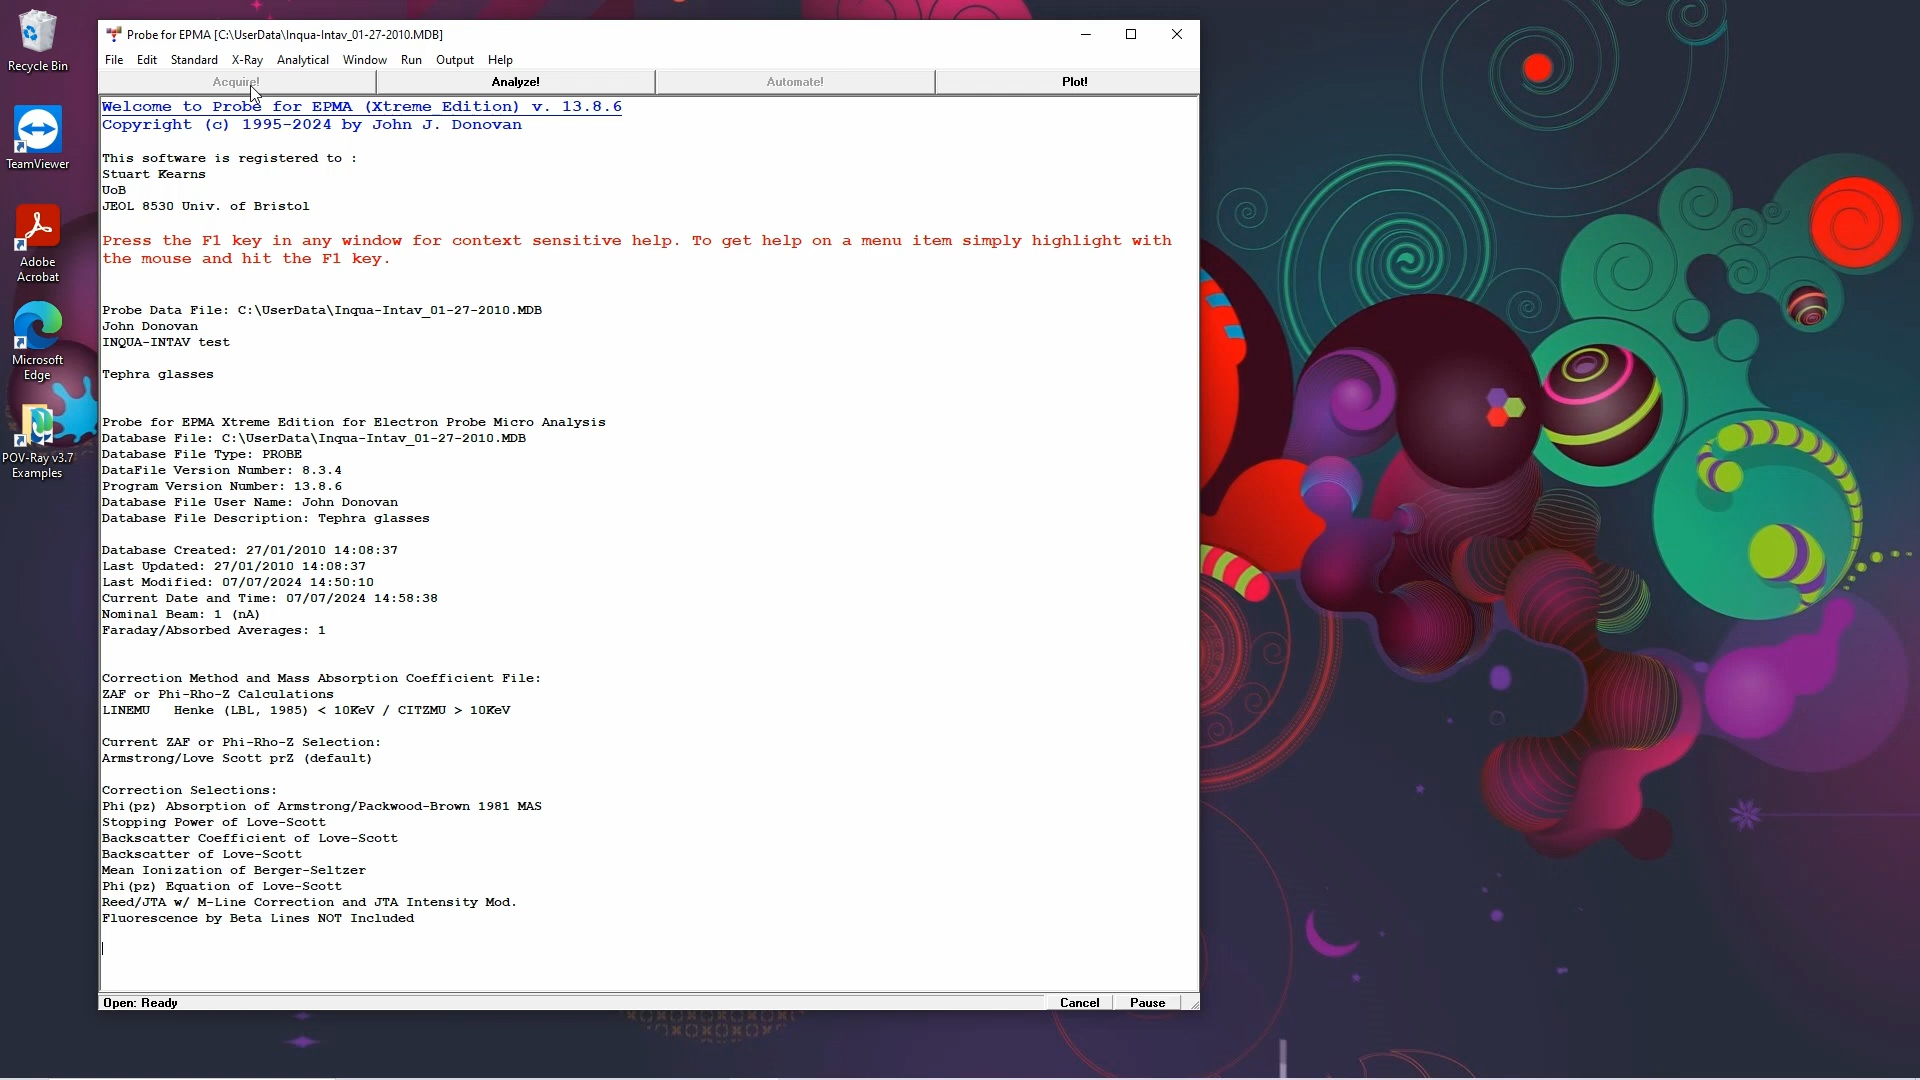 Recycle Bin
TeamViewer
Adobe
Acrobat
Microsoft
Edge
POV-Ray v3.7
Examples
Probe for EPMA [C:\UserData\Inqua-Intav_01-27-2010.MDB]
File Edit Standard X-Ray Analytical Window Run Output Help
Acquire! Analyze! Automate! Plot!
Welcome to Probe for EPMA (Xtreme Edition) v. 13.8.6
Copyright (c) 1995-2024 by John J. Donovan
This software is registered to :
Stuart Kearns
UoB
JEOL 8530 Univ. of Bristol
Press the F1 key in any window for context sensitive help. To get help on a menu item simply highlight with
the mouse and hit the F1 key.
Probe Data File: C:\UserData\Inqua-Intav_01-27-2010.MDB
John Donovan
INQUA-INTAV test
Tephra glasses
Probe for EPMA Xtreme Edition for Electron Probe Micro Analysis
Database File: C:\UserData\Inqua-Intav_01-27-2010.MDB
Database File Type: PROBE
DataFile Version Number: 8.3.4
Program Version Number: 13.8.6
Database File User Name: John Donovan
Database File Description: Tephra glasses
Database Created: 27/01/2010 14:08:37
Last Updated: 27/01/2010 14:08:37
Last Modified: 07/07/2024 14:50:10
Current Date and Time: 07/07/2024 14:58:38
Nominal Beam: 1 (nA)
Faraday/Absorbed Averages: 1
Correction Method and Mass Absorption Coefficient File:
ZAF or Phi-Rho-Z Calculations
LINEMU   Henke (LBL, 1985) < 10KeV / CITZMU > 10KeV
Current ZAF or Phi-Rho-Z Selection:
Armstrong/Love Scott prZ (default)
Correction Selections:
Phi(pz) Absorption of Armstrong/Packwood-Brown 1981 MAS
Stopping Power of Love-Scott
Backscatter Coefficient of Love-Scott
Backscatter of Love-Scott
Mean Ionization of Berger-Seltzer
Phi(pz) Equation of Love-Scott
Reed/JTA w/ M-Line Correction and JTA Intensity Mod.
Fluorescence by Beta Lines NOT Included
Open: Ready Cancel Pause